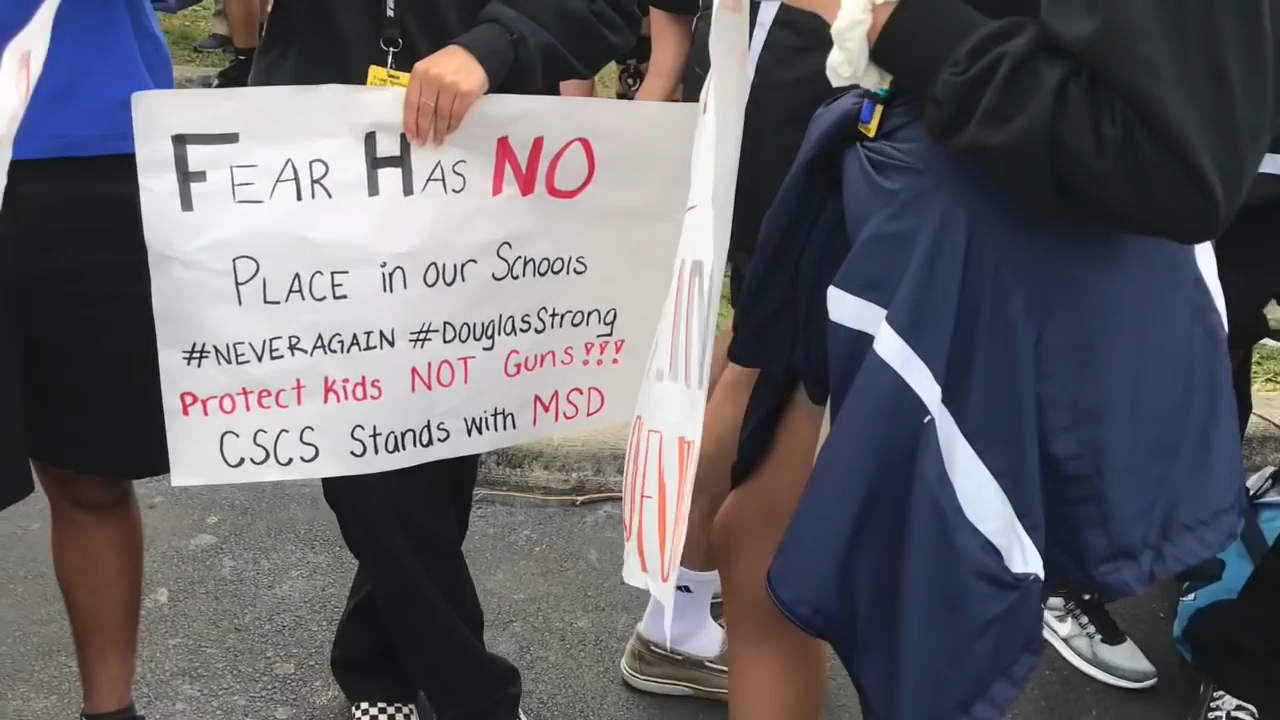 FEAR HAS NO
PLACE in our Schools
#NEVERAGAIN #DouglasStrong
Protect kids NOT Guns!!!
CSCS Stands with MSD